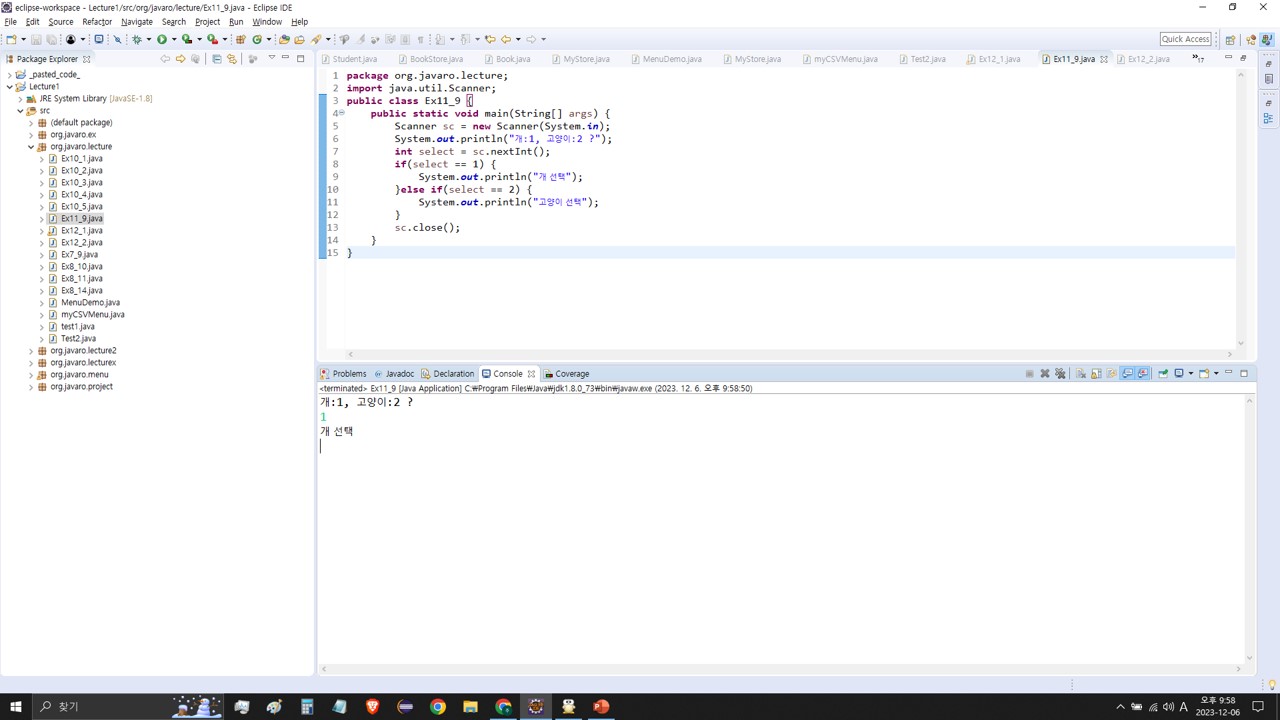 eclipse-workspace - Lecture1/src/org/javaro/lecture/Ex11_9.java - Eclipse IDE
File Edit Source Refactor Navigate Search Project Run Window Help
Quick Access
Package Explorer
_pasted_code_
Lecture1
JRE System Library [JavaSE-1.8]
src
(default package)
org.javaro.ex
org.javaro.lecture
Ex10_1.java
Ex10_2.java
Ex10_3.java
Ex10_4.java
Ex10_5.java
Ex11_9.java
Ex12_1.java
Ex12_2.java
Ex7_9.java
Ex8_10.java
Ex8_11.java
Ex8_14.java
MenuDemo.java
myCSVMenu.java
test1.java
Test2.java
org.javaro.lecture2
org.javaro.lecturex
org.javaro.menu
org.javaro.project
Student.java BookStore.java Book.java MyStore.java MenuDemo.java MyStore.java myCSVMenu.java Test2.java Ex12_1.java Ex11_9.java Ex12_2.java »17
1 package org.javaro.lecture;
2 import java.util.Scanner;
3 public class Ex11_9 {
4 public static void main(String[] args) {
5 Scanner sc = new Scanner(System.in);
6 System.out.println("개:1, 고양이:2 ?");
7 int select = sc.nextInt();
8 if(select == 1) {
9 System.out.println("개 선택");
10 }else if(select == 2) {
11 System.out.println("고양이 선택");
12 }
13 sc.close();
14 }
15 }
Problems Javadoc Declaration Console Coverage
<terminated> Ex11_9 [Java Application] C:₩Program Files₩Java₩jdk1.8.0_73₩bin₩javaw.exe (2023. 12. 6. 오후 9:58:50)
개:1, 고양이:2 ?
1
개 선택
찾기
A
오후 9:58
2023-12-06